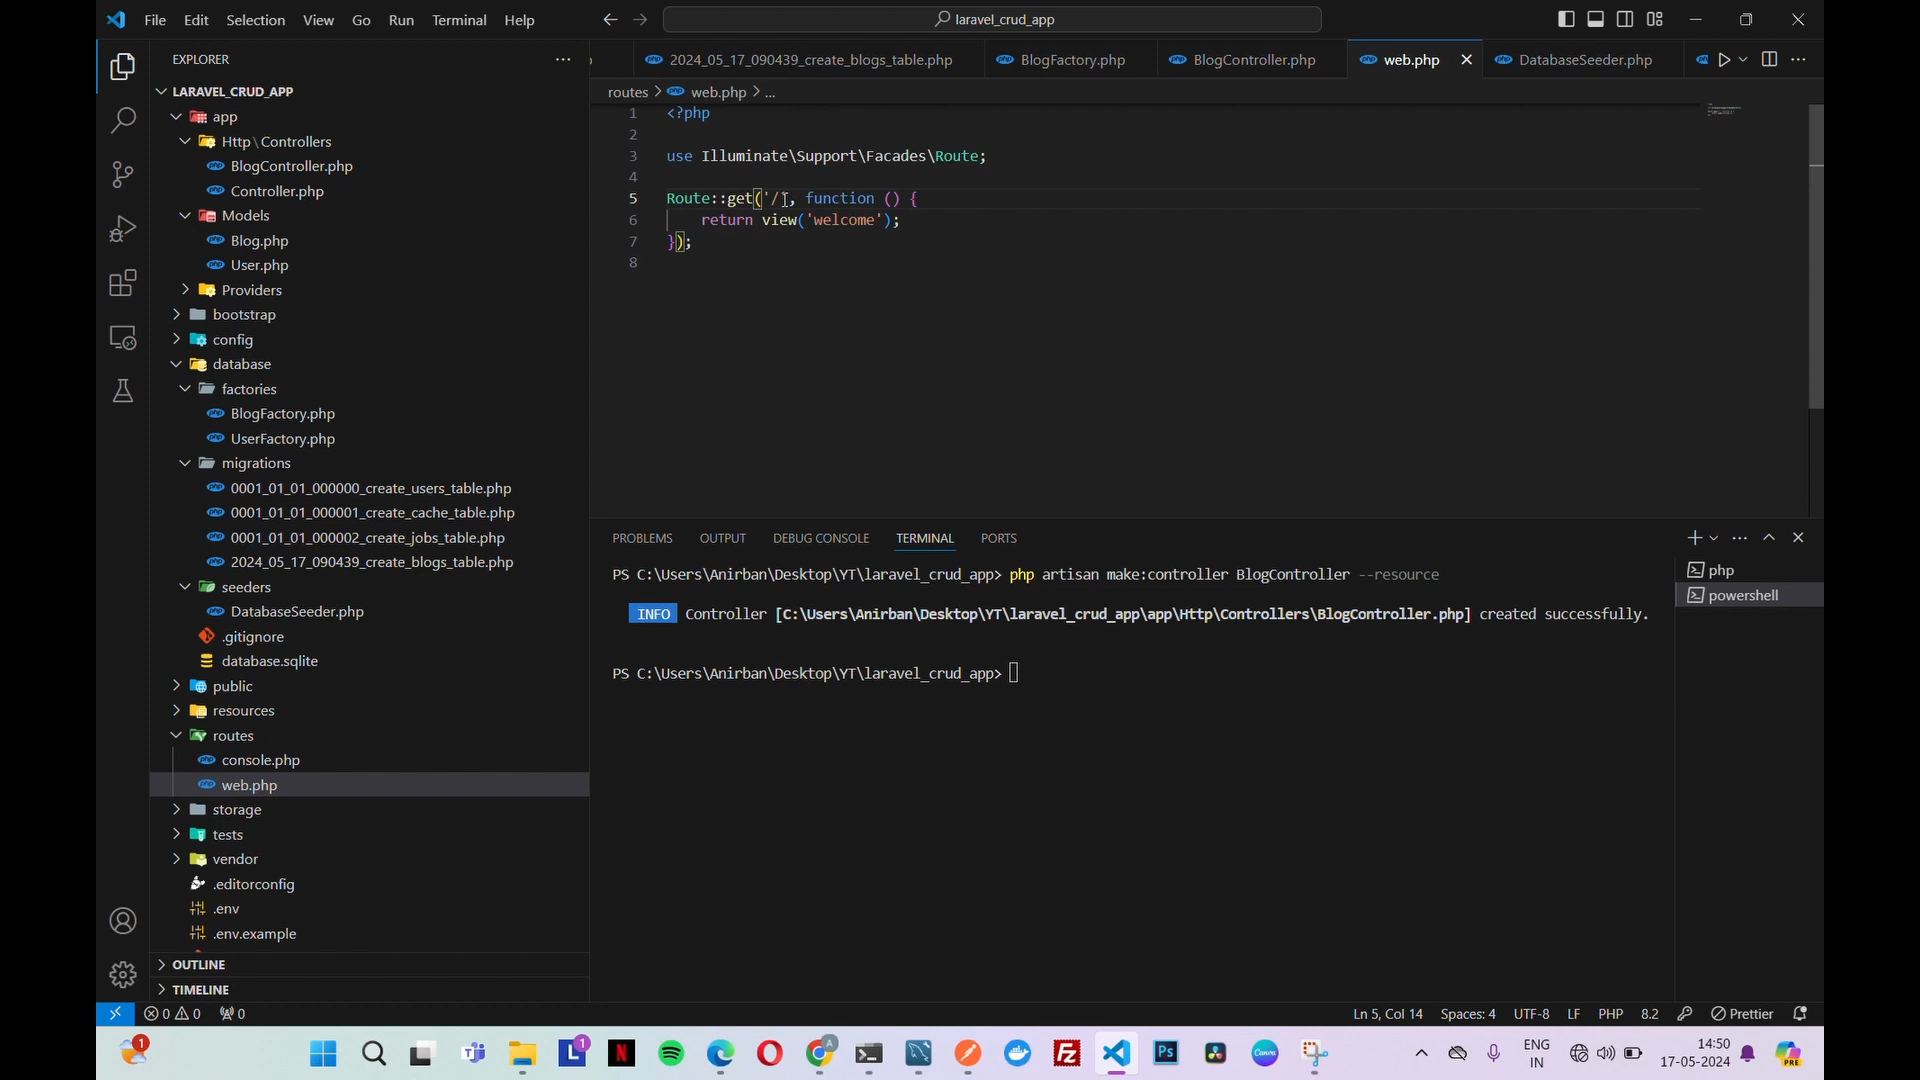 File Edit Selection View Go Run Terminal Help
laravel_crud_app
EXPLORER
LARAVEL_CRUD_APP
app
Http\Controllers
BlogController.php
Controller.php
Models
Blog.php
User.php
Providers
bootstrap
config
database
factories
BlogFactory.php
UserFactory.php
migrations
0001_01_01_000000_create_users_table.php
0001_01_01_000001_create_cache_table.php
0001_01_01_000002_create_jobs_table.php
2024_05_17_090439_create_blogs_table.php
seeders
DatabaseSeeder.php
.gitignore
database.sqlite
public
resources
routes
console.php
web.php
storage
tests
vendor
.editorconfig
.env
.env.example
OUTLINE
TIMELINE
2024_05_17_090439_create_blogs_table.php BlogFactory.php BlogController.php web.php DatabaseSeeder.php
routes > web.php > ...
1 <?php
2
3 use Illuminate\Support\Facades\Route;
4
5 Route::get('/', function () {
6 return view('welcome');
7 });
8
PROBLEMS OUTPUT DEBUG CONSOLE TERMINAL PORTS
PS C:\Users\Anirban\Desktop\YT\laravel_crud_app> php artisan make:controller BlogController --resource
INFO Controller [C:\Users\Anirban\Desktop\YT\laravel_crud_app\app\Http\Controllers\BlogController.php] created successfully.
PS C:\Users\Anirban\Desktop\YT\laravel_crud_app>
php
powershell
0 0 0 Ln 5, Col 14 Spaces: 4 UTF-8 LF PHP 8.2 Prettier
1 L 1 N A Fz Ps Canva ENG 14:50 PRE
IN 17-05-2024